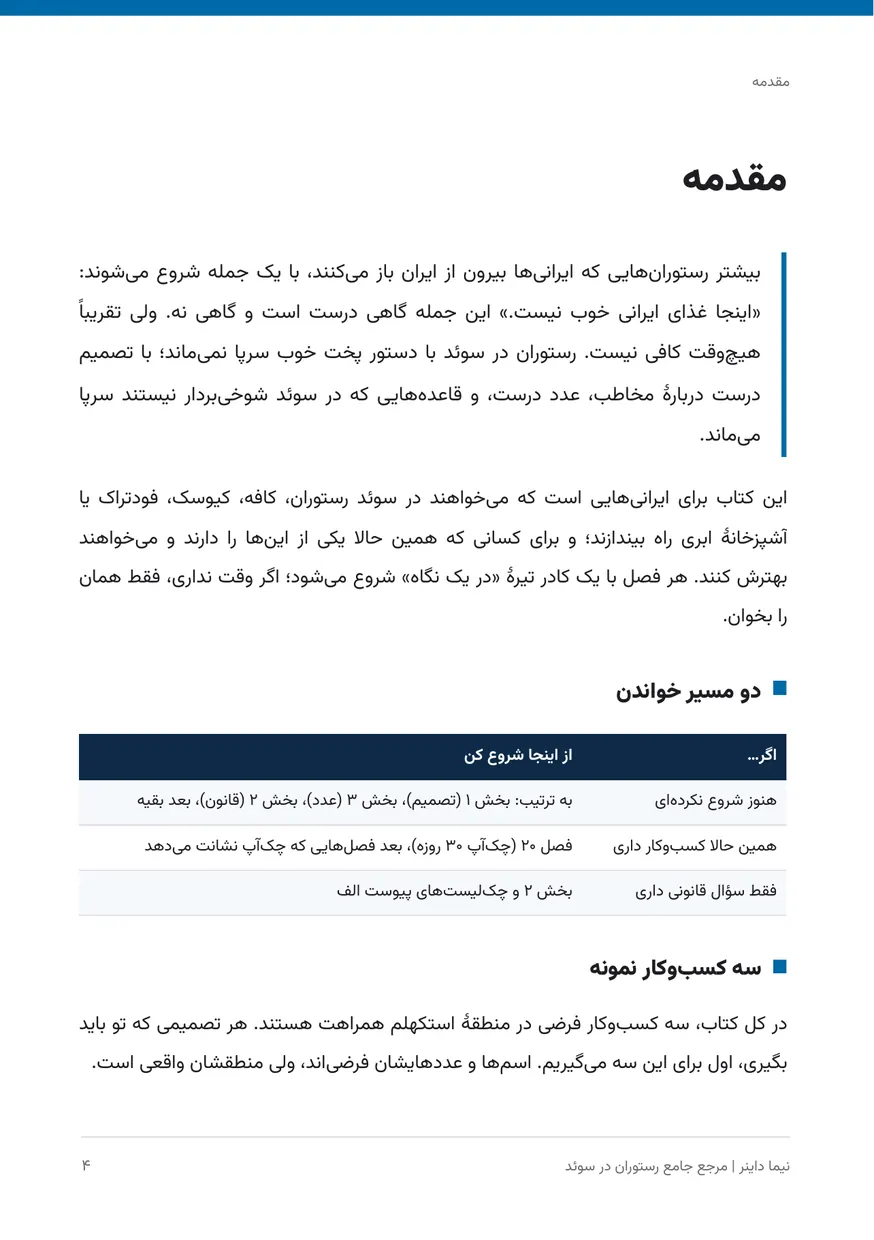 مقدمه
مقدمه
بیشتر رستوران‌هایی که ایرانی‌ها بیرون از ایران باز می‌کنند، با یک جمله شروع می‌شوند:
«اینجا غذای ایرانی خوب نیست.» این جمله گاهی درست است و گاهی نه. ولی تقریباً
هیچ‌وقت کافی نیست. رستوران در سوئد با دستور پخت خوب سرپا نمی‌ماند؛ با تصمیم
درست دربارهٔ مخاطب، عدد درست، و قاعده‌هایی که در سوئد شوخی‌بردار نیستند سرپا
می‌ماند.
این کتاب برای ایرانی‌هایی است که می‌خواهند در سوئد رستوران، کافه، کیوسک، فودتراک یا
آشپزخانهٔ ابری راه بیندازند؛ و برای کسانی که همین حالا یکی از این‌ها را دارند و می‌خواهند
بهترش کنند. هر فصل با یک کادر تیرهٔ «در یک نگاه» شروع می‌شود؛ اگر وقت نداری، فقط همان
را بخوان.
دو مسیر خواندن
اگر… از اینجا شروع کن
هنوز شروع نکرده‌ای به ترتیب: بخش ۱ (تصمیم)، بخش ۳ (عدد)، بخش ۲ (قانون)، بعد بقیه
همین حالا کسب‌وکار داری فصل ۲۰ (چک‌آپ ۳۰ روزه)، بعد فصل‌هایی که چک‌آپ نشانت می‌دهد
فقط سؤال قانونی داری بخش ۲ و چک‌لیست‌های پیوست الف
سه کسب‌وکار نمونه
در کل کتاب، سه کسب‌وکار فرضی در منطقهٔ استکهلم همراهت هستند. هر تصمیمی که تو باید
بگیری، اول برای این سه می‌گیریم. اسم‌ها و عددهایشان فرضی‌اند، ولی منطقشان واقعی است.
نیما داینر | مرجع جامع رستوران در سوئد ۴